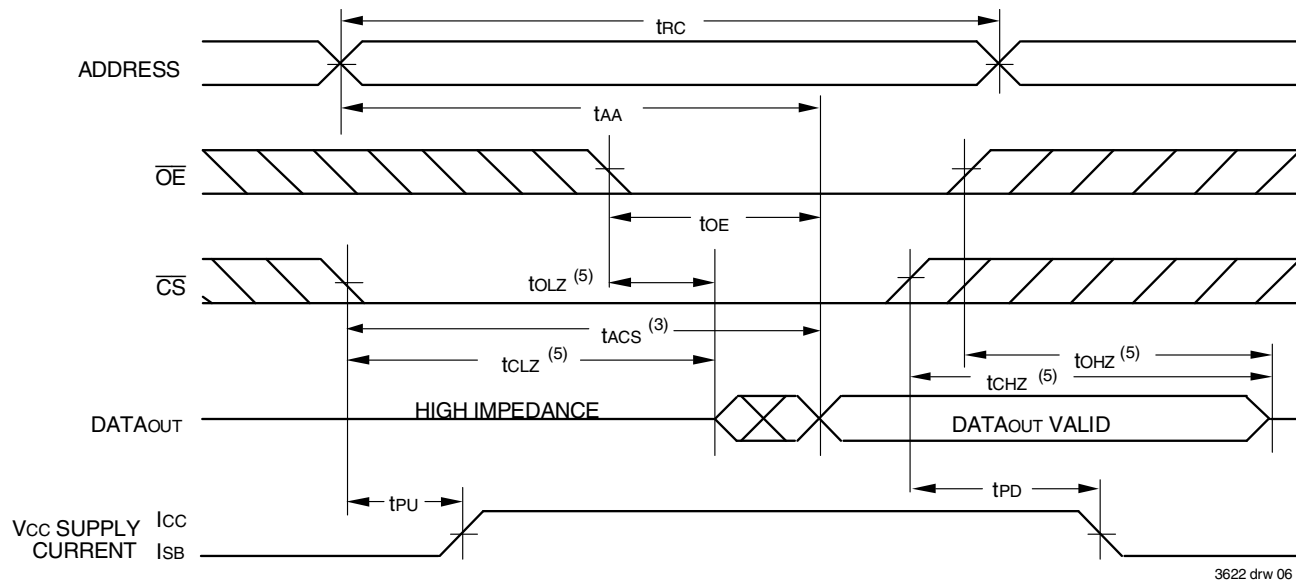 tRC
ADDRESS
tAA
OE
tOE
CS
tOLZ (5)
tACS (3)
tCLZ (5)
tOHZ (5)
tCHZ (5)
HIGH IMPEDANCE
DATAOUT
DATAOUT VALID
tPU
tPD
VCC SUPPLY ICC
CURRENT ISB
3622 drw 06